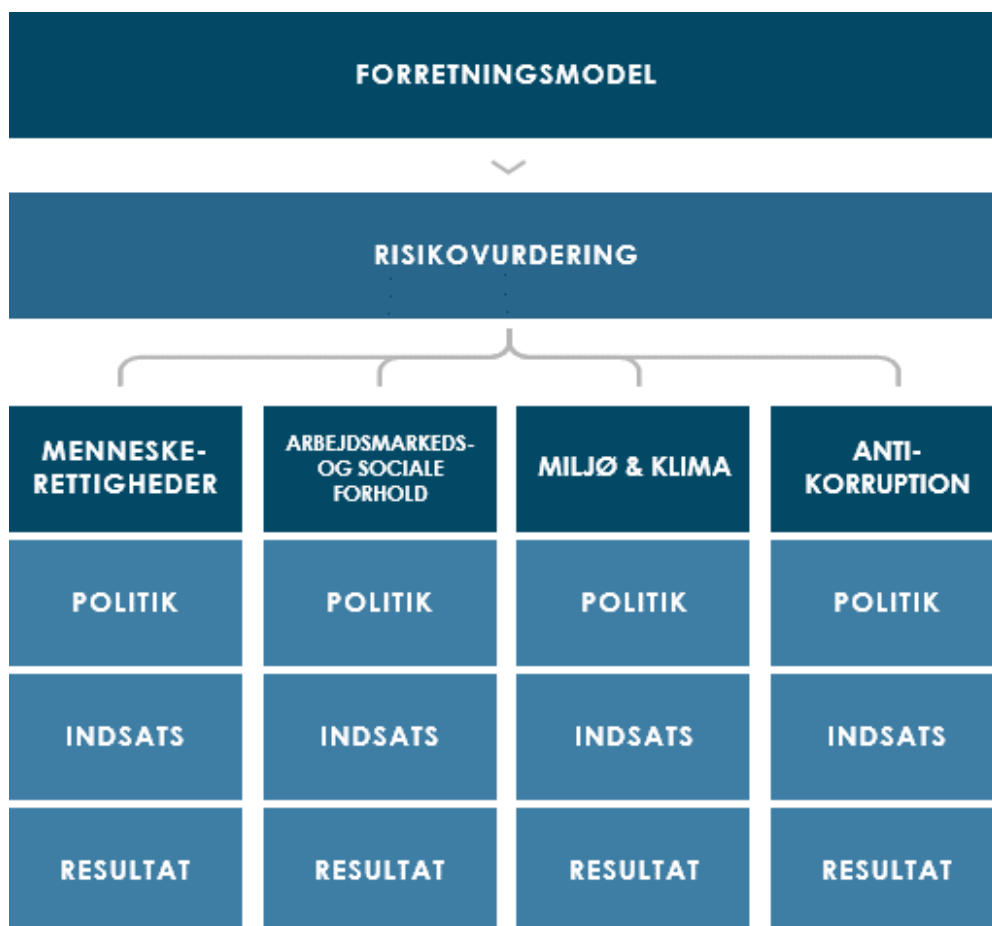 FORRETNINGSMODEL
RISIKOVURDERING
MENNESKE-
RETTIGHEDER
ARBEJDSMARKEDS-
OG SOCIALE
FORHOLD
MILJØ & KLIMA
ANTI-
KORRUPTION
POLITIK
POLITIK
POLITIK
POLITIK
INDSATS
INDSATS
INDSATS
INDSATS
RESULTAT
RESULTAT
RESULTAT
RESULTAT